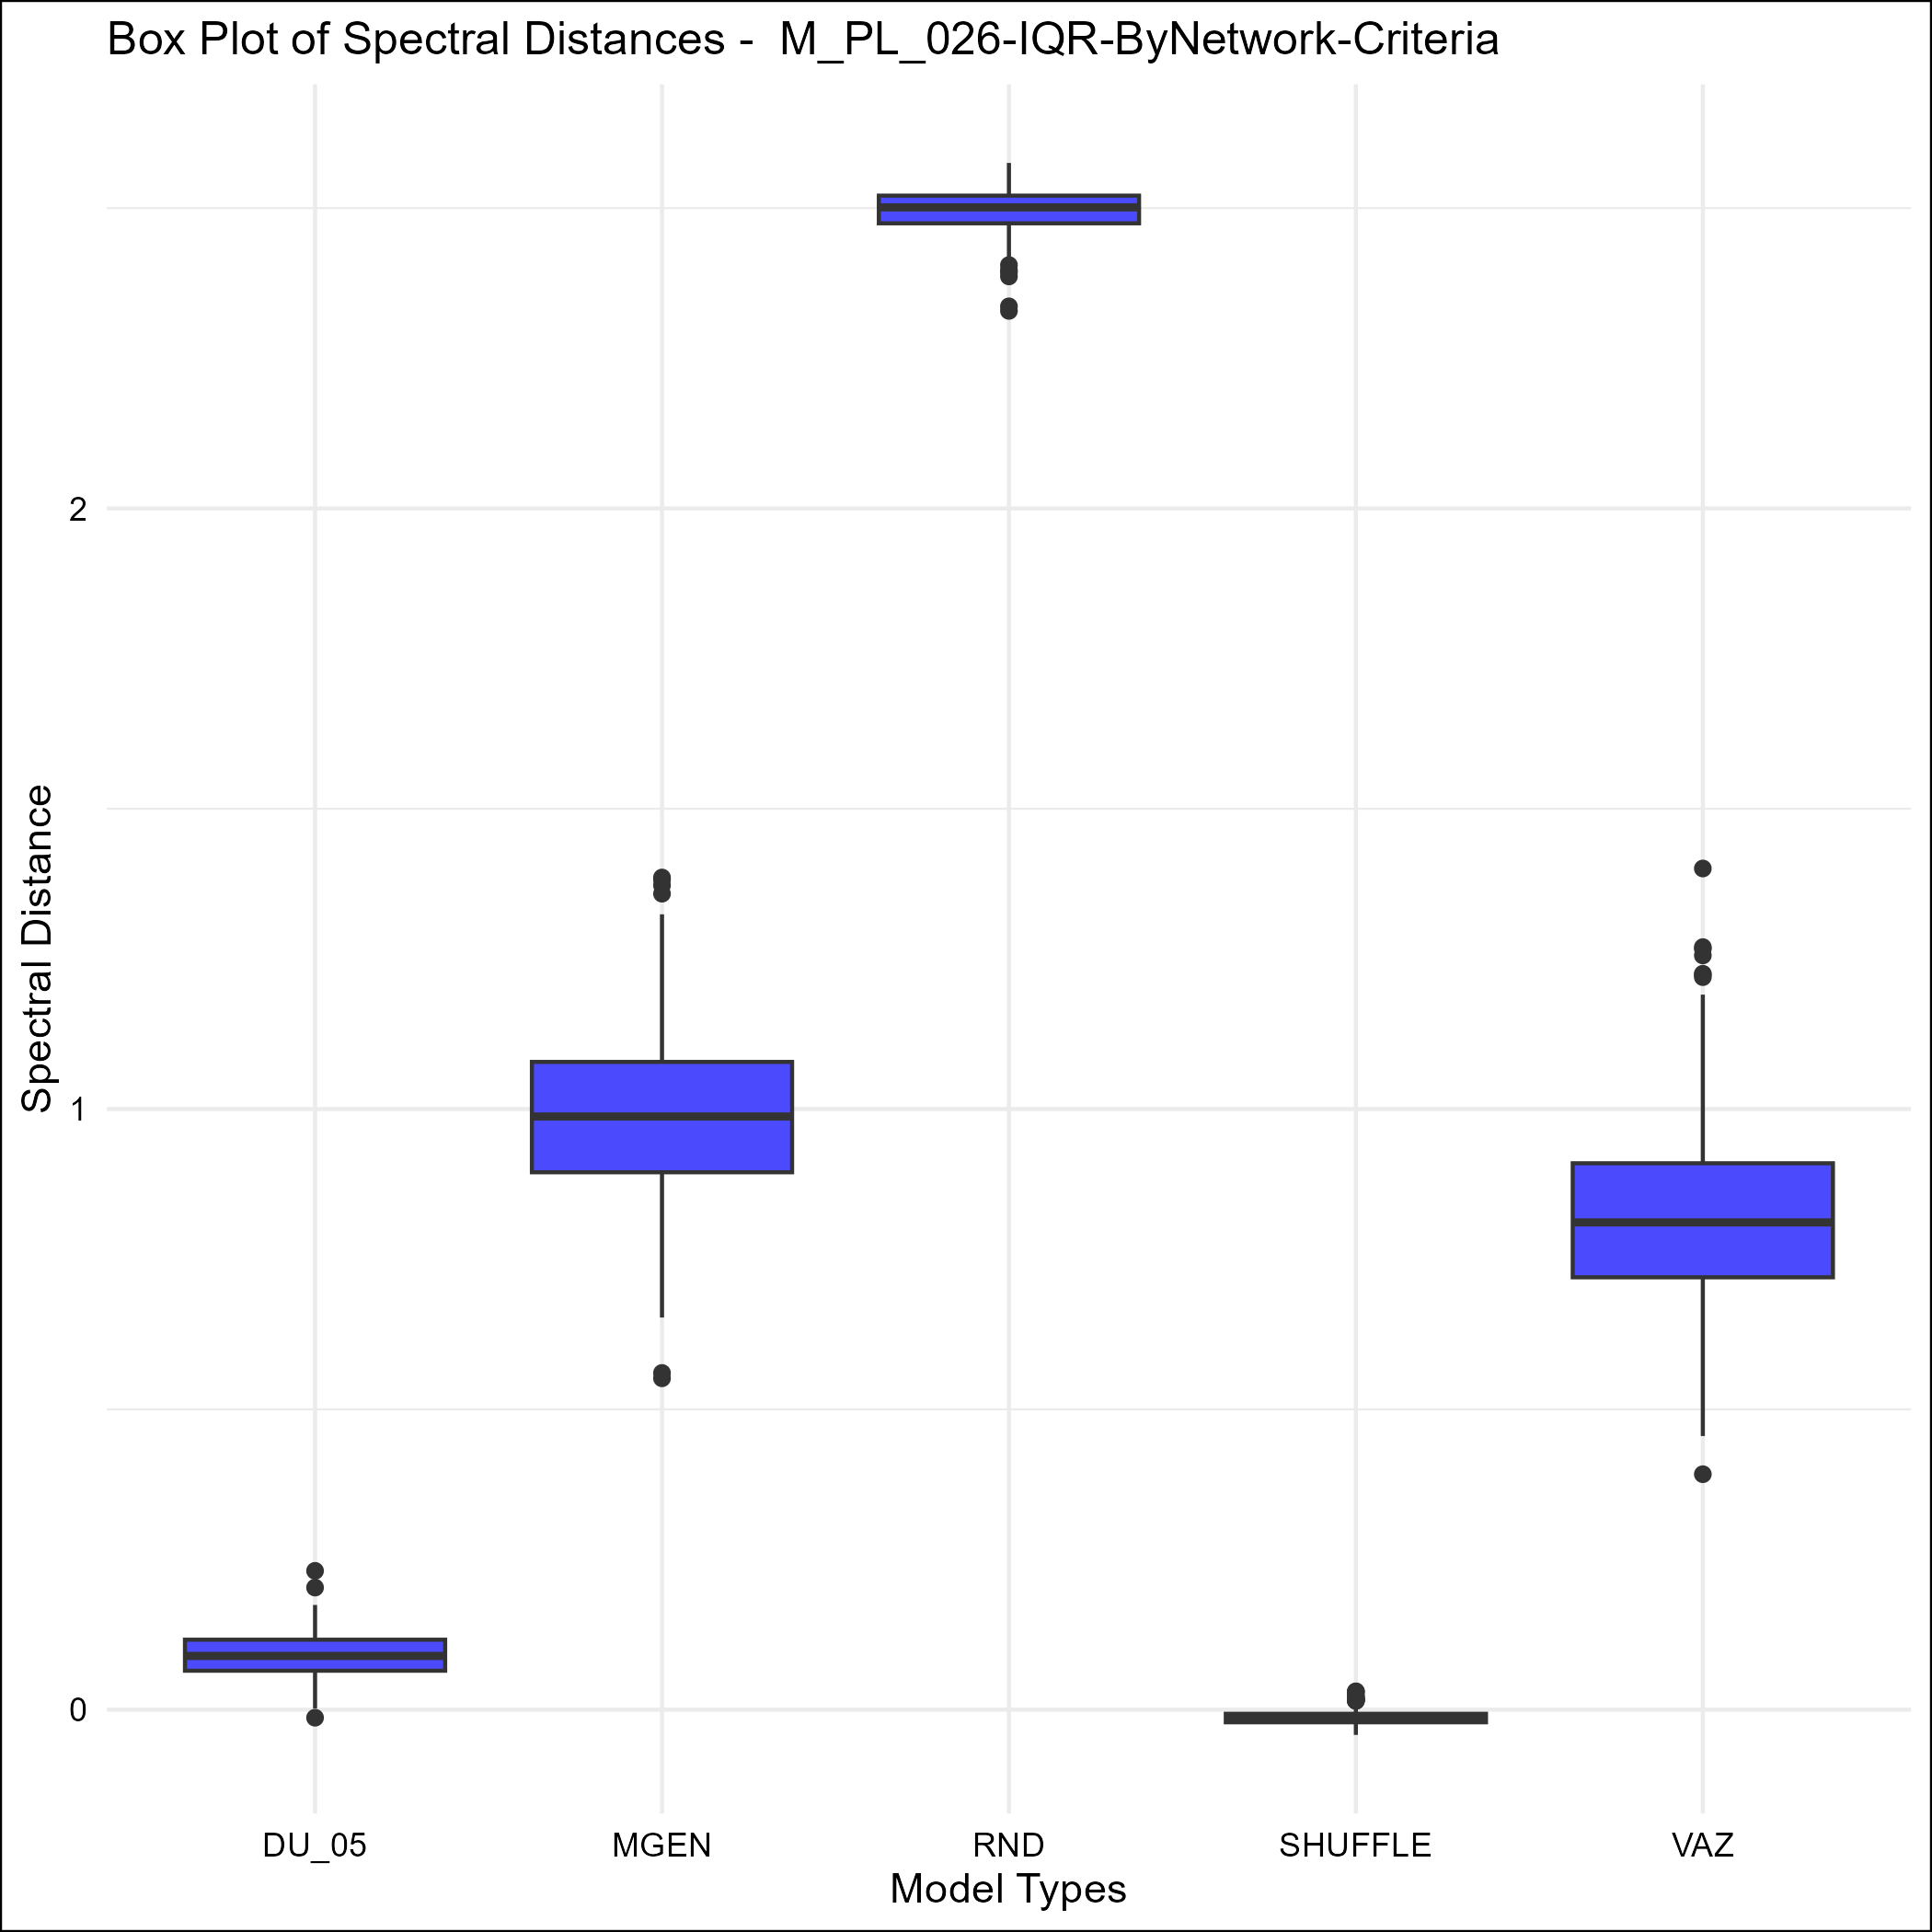 Box Plot of Spectral Distances -  M_PL_026-IQR-ByNetwork-Criteria
Spectral Distance
2
1
0
DU_05 MGEN RND SHUFFLE VAZ
Model Types